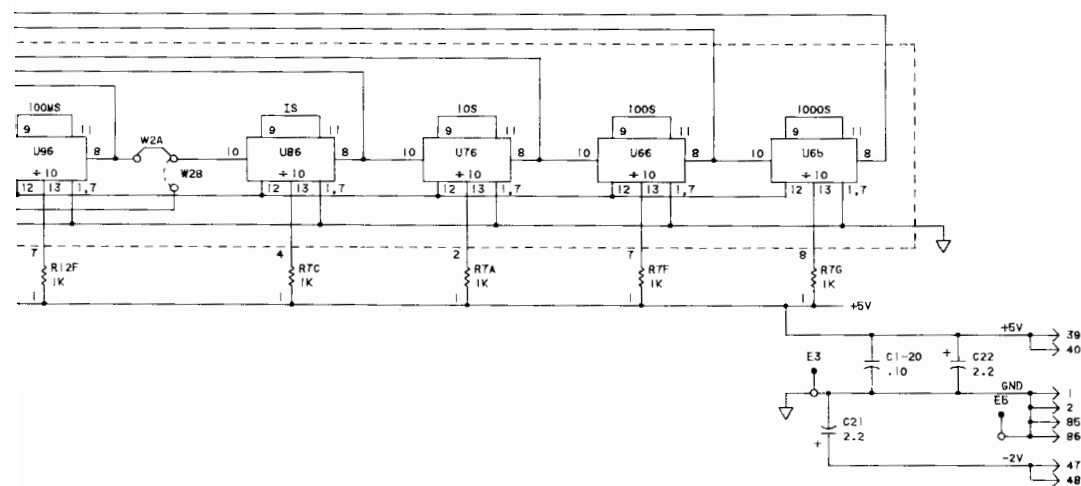 100MS 1S 10S 100S 1000S
9 11 9 11 9 11 9 11 9 11
W2A
U96 8 10 U86 8 10 U76 8 10 U66 8 10 U65 8
÷10 W2B ÷10 ÷10 ÷10 ÷10
12 13 1,7 12 13 1,7 12 13 1,7 12 13 1,7 12 13 1,7
7 4 2 7 8
R12F R7C R7A R7F R7G
1K 1K 1K 1K 1K
1 1 1 1 1 +5V
+5V 39
40
E3 C1-20 + C22
.10 2.2
GND 1
E6 2
85
C21 86
+ 2.2
-2V 47
48